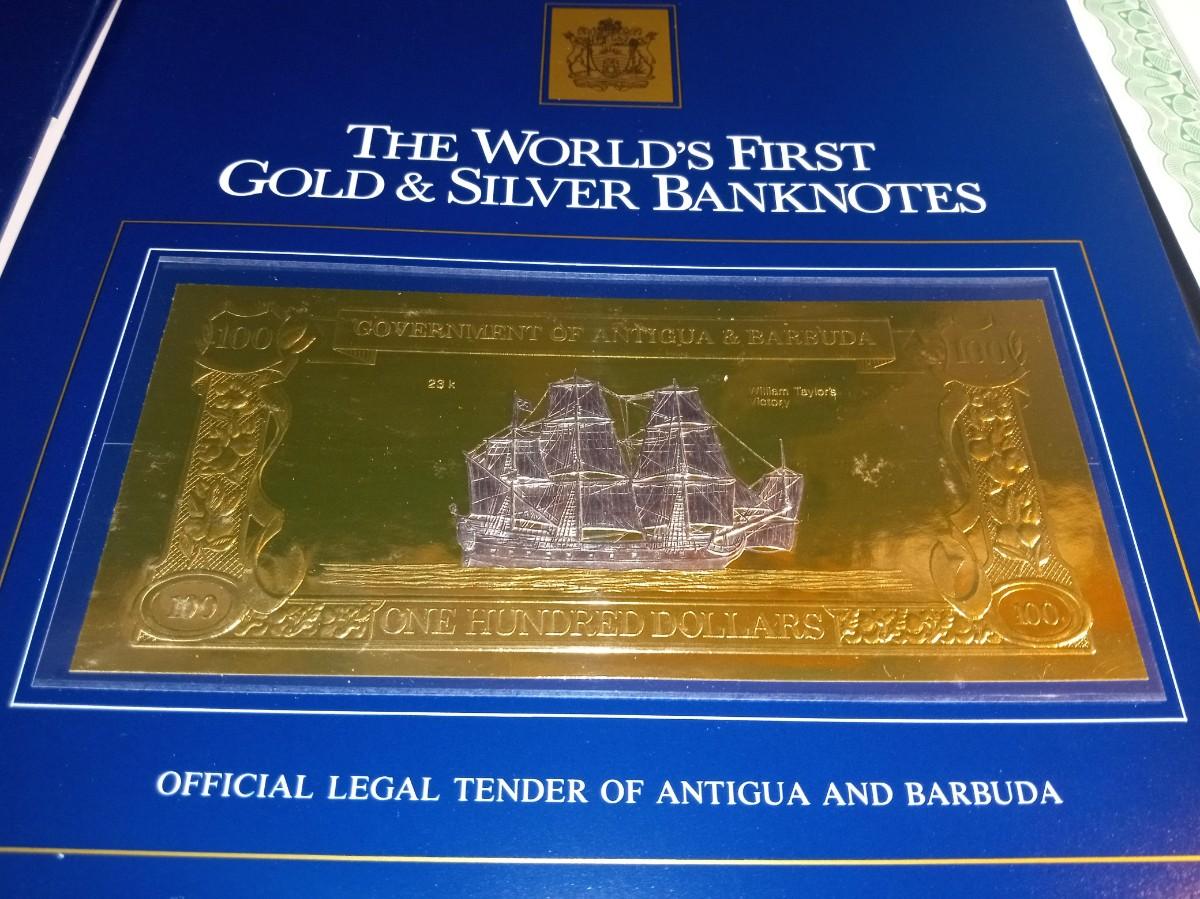 THE WORLD'S FIRST
GOLD & SILVER BANKNOTES
100
GOVERNMENT OF ANTIGUA & BARBUDA
100
23 k
William Taylor's
Victory
100
ONE HUNDRED DOLLARS
100
OFFICIAL LEGAL TENDER OF ANTIGUA AND BARBUDA